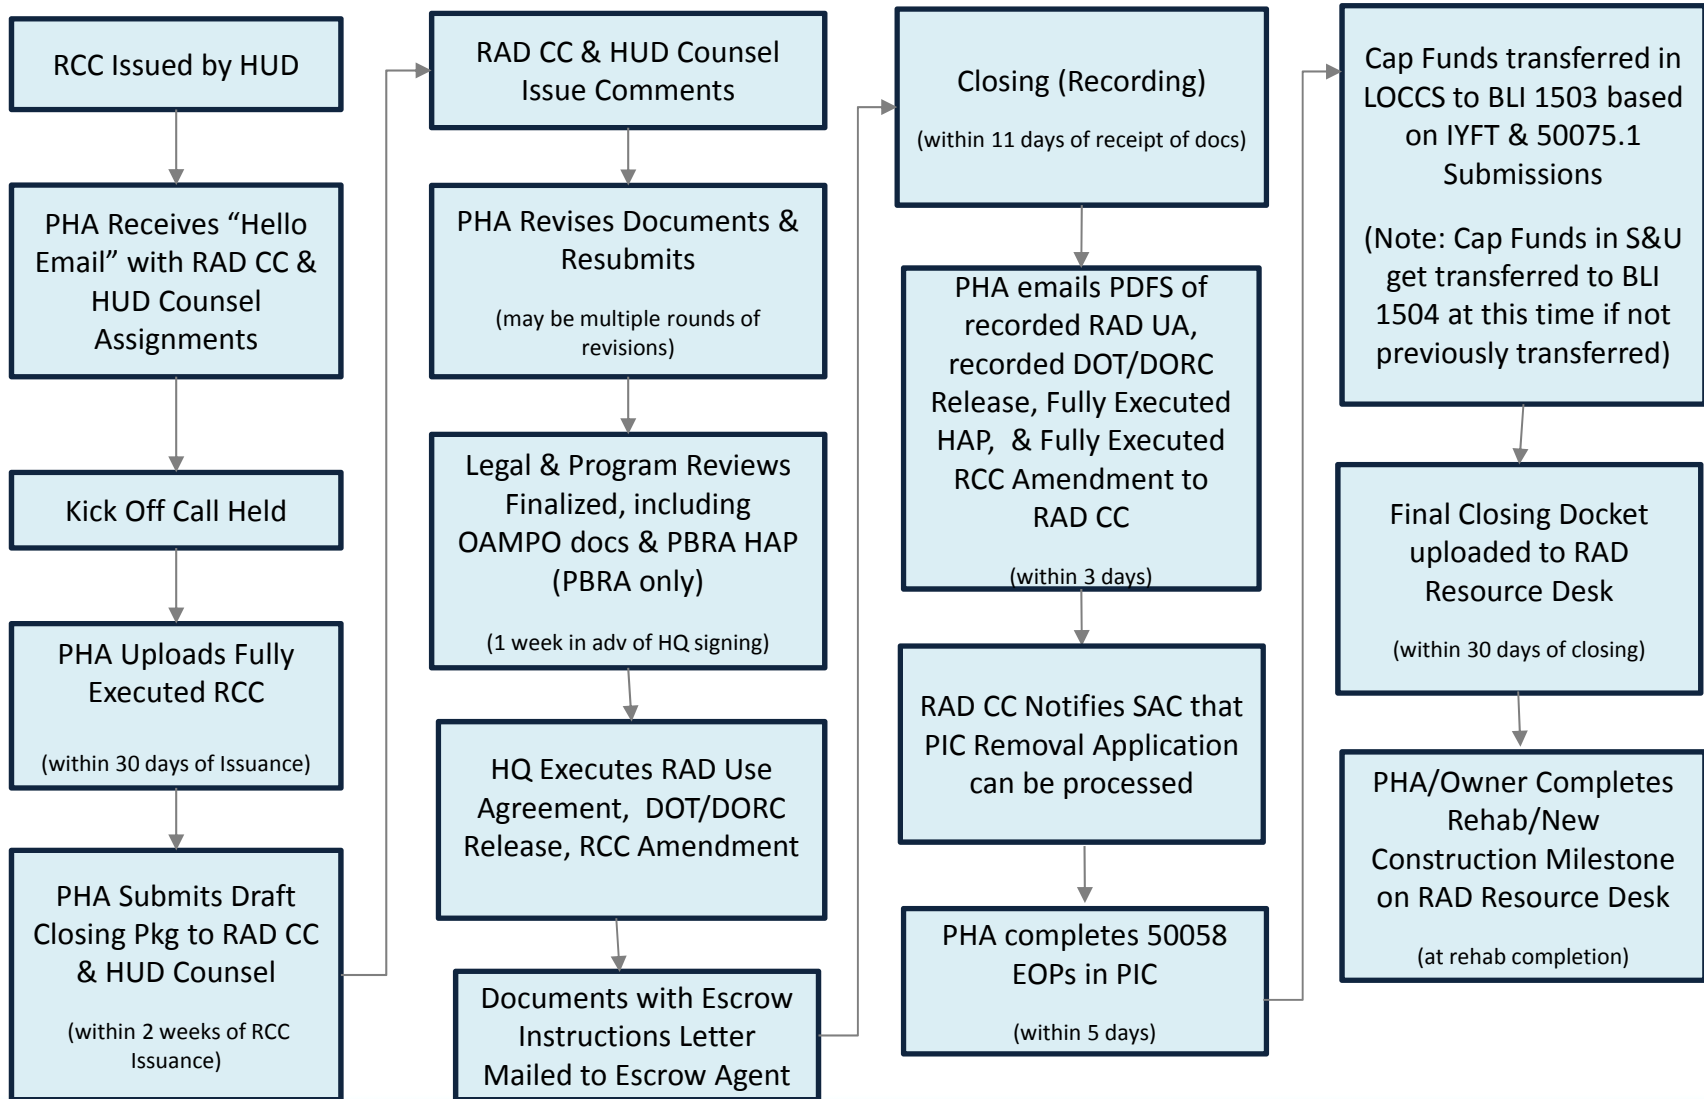 RCC Issued by HUD
PHA Receives “Hello
Email” with RAD CC &
HUD Counsel
Assignments
Kick Off Call Held
PHA Uploads Fully
Executed RCC
(within 30 days of Issuance)
PHA Submits Draft
Closing Pkg to RAD CC
& HUD Counsel
(within 2 weeks of RCC
Issuance)
RAD CC & HUD Counsel
Issue Comments
PHA Revises Documents &
Resubmits
(may be multiple rounds of
revisions)
Legal & Program Reviews
Finalized, including
OAMPO docs & PBRA HAP
(PBRA only)
(1 week in adv of HQ signing)
HQ Executes RAD Use
Agreement, DOT/DORC
Release, RCC Amendment
Documents with Escrow
Instructions Letter
Mailed to Escrow Agent
Closing (Recording)
(within 11 days of receipt of docs)
PHA emails PDFS of
recorded RAD UA,
recorded DOT/DORC
Release, Fully Executed
HAP, & Fully Executed
RCC Amendment to
RAD CC
(within 3 days)
RAD CC Notifies SAC that
PIC Removal Application
can be processed
PHA completes 50058
EOPs in PIC
(within 5 days)
Cap Funds transferred in
LOCCS to BLI 1503 based
on IYFT & 50075.1
Submissions
(Note: Cap Funds in S&U
get transferred to BLI
1504 at this time if not
previously transferred)
Final Closing Docket
uploaded to RAD
Resource Desk
(within 30 days of closing)
PHA/Owner Completes
Rehab/New
Construction Milestone
on RAD Resource Desk
(at rehab completion)